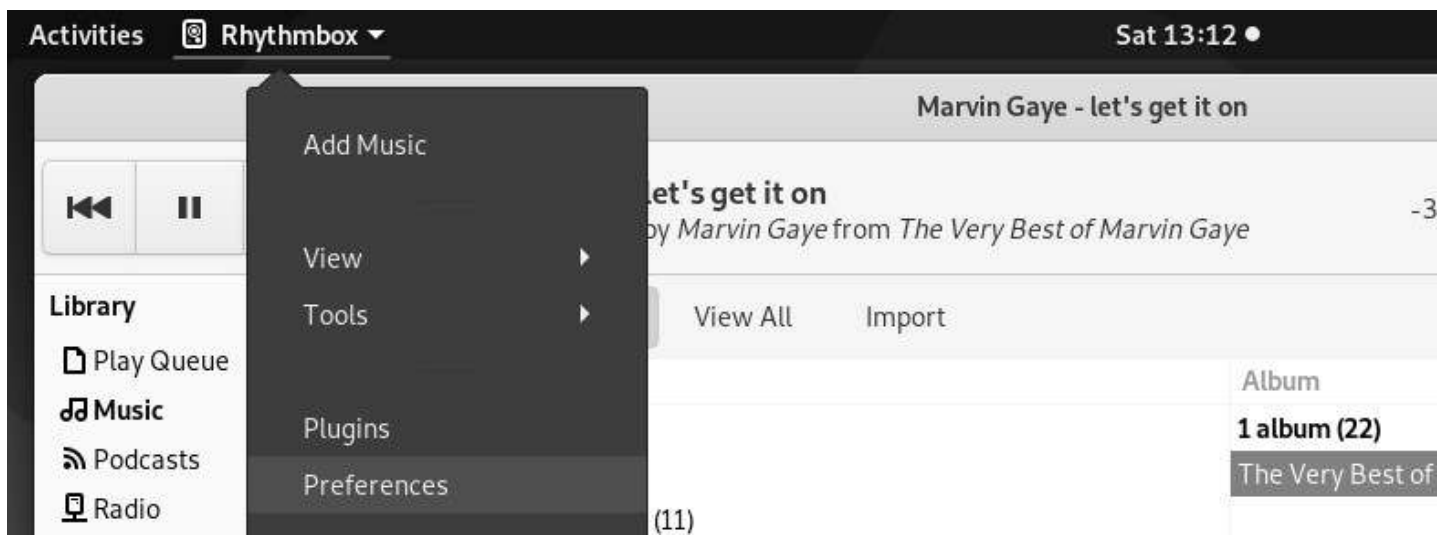 Activities Rhythmbox Sat 13:12
Marvin Gaye - let's get it on
Add Music
let's get it on
by Marvin Gaye from The Very Best of Marvin Gaye
-3
View
Library
Tools
View All Import
Play Queue
Album
Music
Plugins
1 album (22)
Podcasts
The Very Best of
Preferences
Radio
(11)